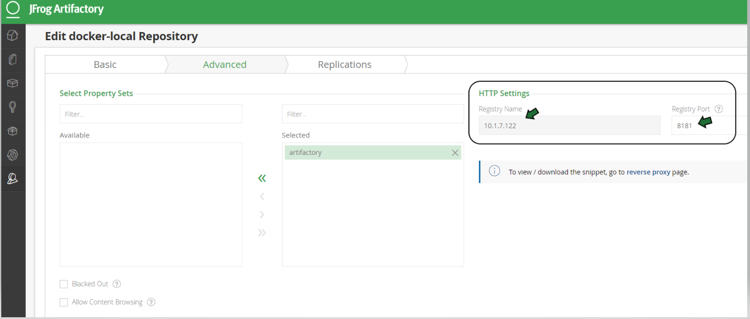 JFrog Artifactory
Edit docker-local Repository
Basic
Advanced
Replications
Select Property Sets
Filter..
Available
Filter..
Selected
artifactory
Blacked Out
Allow Content Browsing
HTTP Settings
Registry Name
Registry Port
10.1.7.122
8181
To view / download the snippet, go to reverse proxy page.